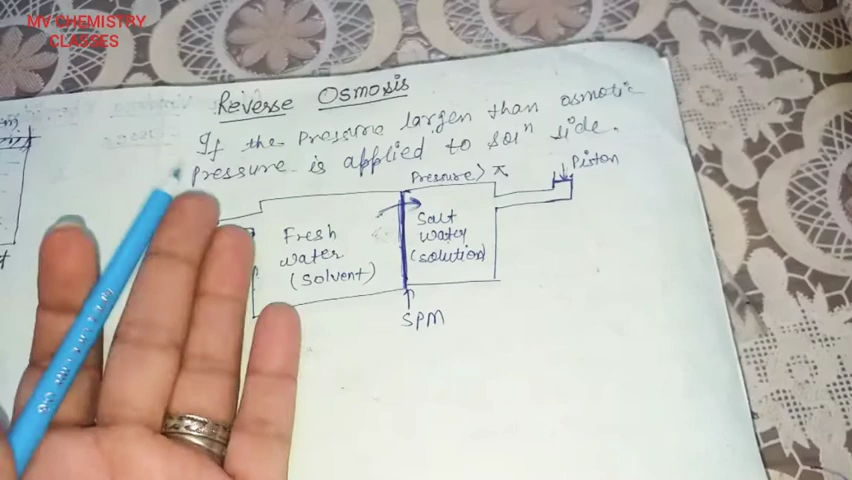 MV CHEMISTRY
CLASSES
Reverse Osmosis
If the Pressure larger than osmotic
pressure is applied to solⁿ side.
Pressure > π
Piston
Fresh
water
(solvent)
Salt
water
(solution)
SPM